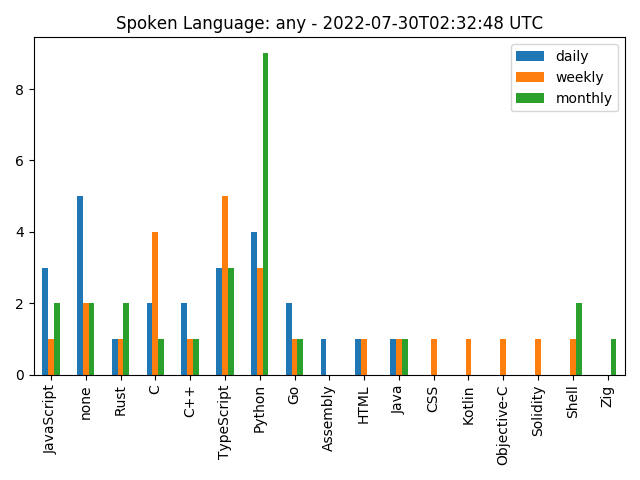 Spoken Language: any - 2022-07-30T02:32:48 UTC
daily
weekly
monthly
8
6
4
2
0
JavaScript
none
Rust
C
C++
TypeScript
Python
Go
Assembly
HTML
Java
CSS
Kotlin
Objective-C
Solidity
Shell
Zig